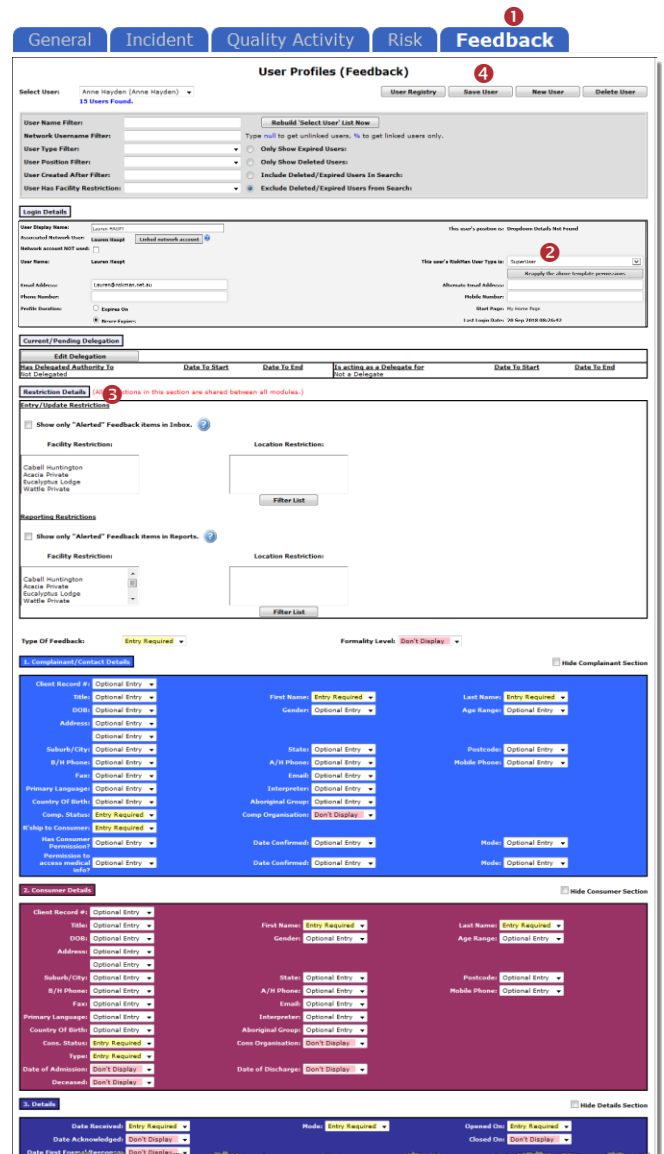 1
General Incident Quality Activity Risk Feedback
User Profiles (Feedback)
4
Select User: Anne Hayden (Anne Hayden) User Registry Save User New User Delete User
15 Users Found.
User Name Filter: Rebuild 'Select User' List Now
Network Username Filter: Type null to get unlinked users, % to get linked users only.
User Type Filter: Only Show Expired Users:
User Position Filter: Only Show Deleted Users:
User Created After Filter: Include Deleted/Expired Users In Search:
User Has Facility Restriction: Exclude Deleted/Expired Users from Search:
Login Details
User Display Name: Lauren HAUPT This user's position is: Dropdown Details Not Found
Associated Network User: Lauren Haupt Linked network account
Network account NOT used:
2
User Name: Lauren Haupt This user's RiskMan User Type is: SuperUser
Reapply the above template permissions
Email Address: Lauren@riskman.net.au Alternate Email Address:
Phone Number: Mobile Number:
Profile Duration: Expires On Start Page: My Home Page
Never Expires Last Login Date: 20 Sep 2018 08:26:42
Current/Pending Delegation
Edit Delegation
Has Delegated Authority To Date To Start Date To End Is acting as a Delegate for Date To Start Date To End
Not Delegated Not a Delegate
Restriction Details 3 in this section are shared between all modules.)
Entry/Update Restrictions
Show only "Alerted" Feedback items in Inbox. ?
Facility Restriction: Location Restriction:
Cabell Huntington
Acacia Private
Eucalyptus Lodge
Wattle Private
Filter List
Reporting Restrictions
Show only "Alerted" Feedback items in Reports. ?
Facility Restriction: Location Restriction:
Cabell Huntington
Acacia Private
Eucalyptus Lodge
Wattle Private
Filter List
Type Of Feedback: Entry Required Formality Level: Don't Display
1. Complainant/Contact Details Hide Complainant Section
Client Record #: Optional Entry
Title: Optional Entry First Name: Entry Required Last Name: Entry Required
DOB: Optional Entry Gender: Optional Entry Age Range: Optional Entry
Address: Optional Entry
Optional Entry
Suburb/City: Optional Entry State: Optional Entry Postcode: Optional Entry
B/H Phone: Optional Entry A/H Phone: Optional Entry Mobile Phone: Optional Entry
Fax: Optional Entry Email: Optional Entry
Primary Language: Optional Entry Interpreter: Optional Entry
Country Of Birth: Optional Entry Aboriginal Group: Optional Entry
Comp. Status: Entry Required Comp Organisation: Don't Display
R'ship to Consumer: Entry Required
Has Consumer Permission? Optional Entry Date Confirmed: Optional Entry Mode: Optional Entry
Permission to access medical info? Optional Entry Date Confirmed: Optional Entry Mode: Optional Entry
2. Consumer Details Hide Consumer Section
Client Record #: Optional Entry
Title: Optional Entry First Name: Entry Required Last Name: Entry Required
DOB: Optional Entry Gender: Optional Entry Age Range: Optional Entry
Address: Optional Entry
Optional Entry
Suburb/City: Optional Entry State: Optional Entry Postcode: Optional Entry
B/H Phone: Optional Entry A/H Phone: Optional Entry Mobile Phone: Optional Entry
Fax: Optional Entry Email: Optional Entry
Primary Language: Optional Entry Interpreter: Optional Entry
Country Of Birth: Optional Entry Aboriginal Group: Optional Entry
Cons. Status: Entry Required Cons Organisation: Don't Display
Type: Entry Required
Date of Admission: Don't Display Date of Discharge: Don't Display
Deceased: Don't Display
3. Details Hide Details Section
Date Received: Entry Required Mode: Entry Required Opened On: Entry Required
Date Acknowledged: Don't Display Closed On: Don't Display
Date First Don't Display